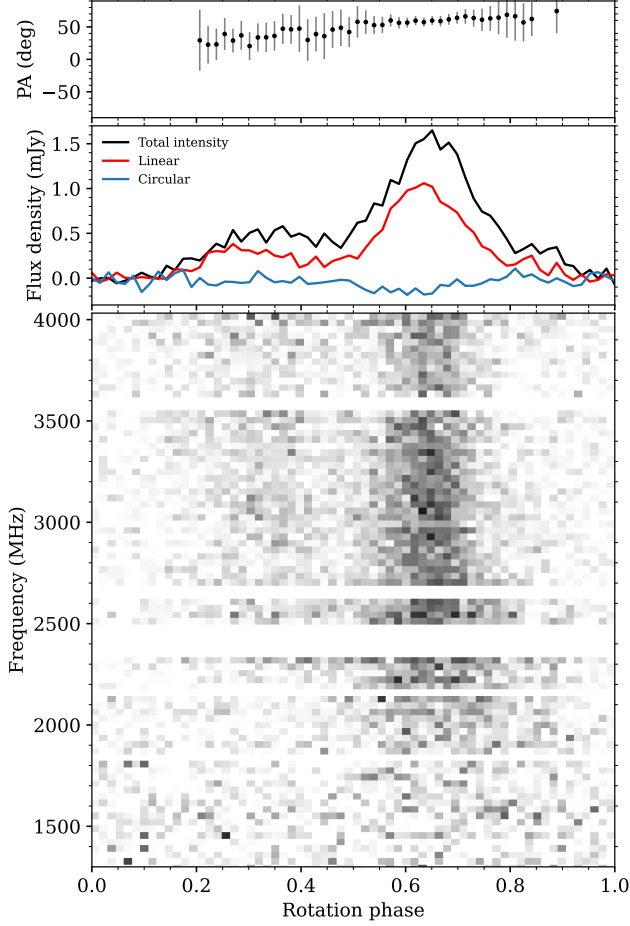 PA (deg)
50
0
−50
Flux density (mJy)
1.5
1.0
0.5
0.0
Total intensity
Linear
Circular
Frequency (MHz)
4000
3500
3000
2500
2000
1500
0.0 0.2 0.4 0.6 0.8 1.0
Rotation phase